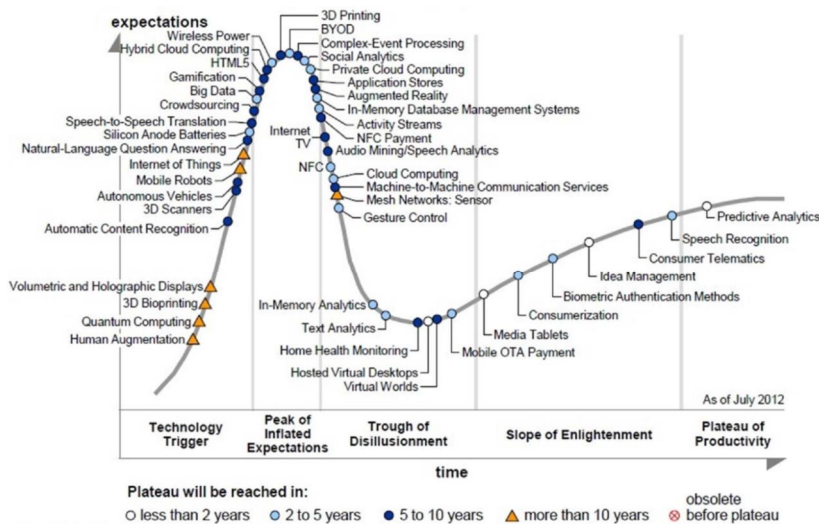 expectations
3D Printing
Wireless Power
BYOD
Hybrid Cloud Computing
Complex-Event Processing
HTML5
Social Analytics
Gamification
Private Cloud Computing
Big Data
Application Stores
Crowdsourcing
Augmented Reality
Speech-to-Speech Translation
In-Memory Database Management Systems
Silicon Anode Batteries
Activity Streams
Natural-Language Question Answering
Internet TV
NFC Payment
Internet of Things
Audio Mining/Speech Analytics
Mobile Robots
NFC
Cloud Computing
Autonomous Vehicles
Machine-to-Machine Communication Services
3D Scanners
Mesh Networks: Sensor
Automatic Content Recognition
Gesture Control
Predictive Analytics
Speech Recognition
Consumer Telematics
Idea Management
Volumetric and Holographic Displays
Biometric Authentication Methods
3D Bioprinting
In-Memory Analytics
Consumerization
Quantum Computing
Text Analytics
Media Tablets
Human Augmentation
Home Health Monitoring
Mobile OTA Payment
Hosted Virtual Desktops
Virtual Worlds
As of July 2012
Technology Trigger
Peak of Inflated Expectations
Trough of Disillusionment
Slope of Enlightenment
Plateau of Productivity
time
Plateau will be reached in:
less than 2 years
2 to 5 years
5 to 10 years
more than 10 years
obsolete before plateau